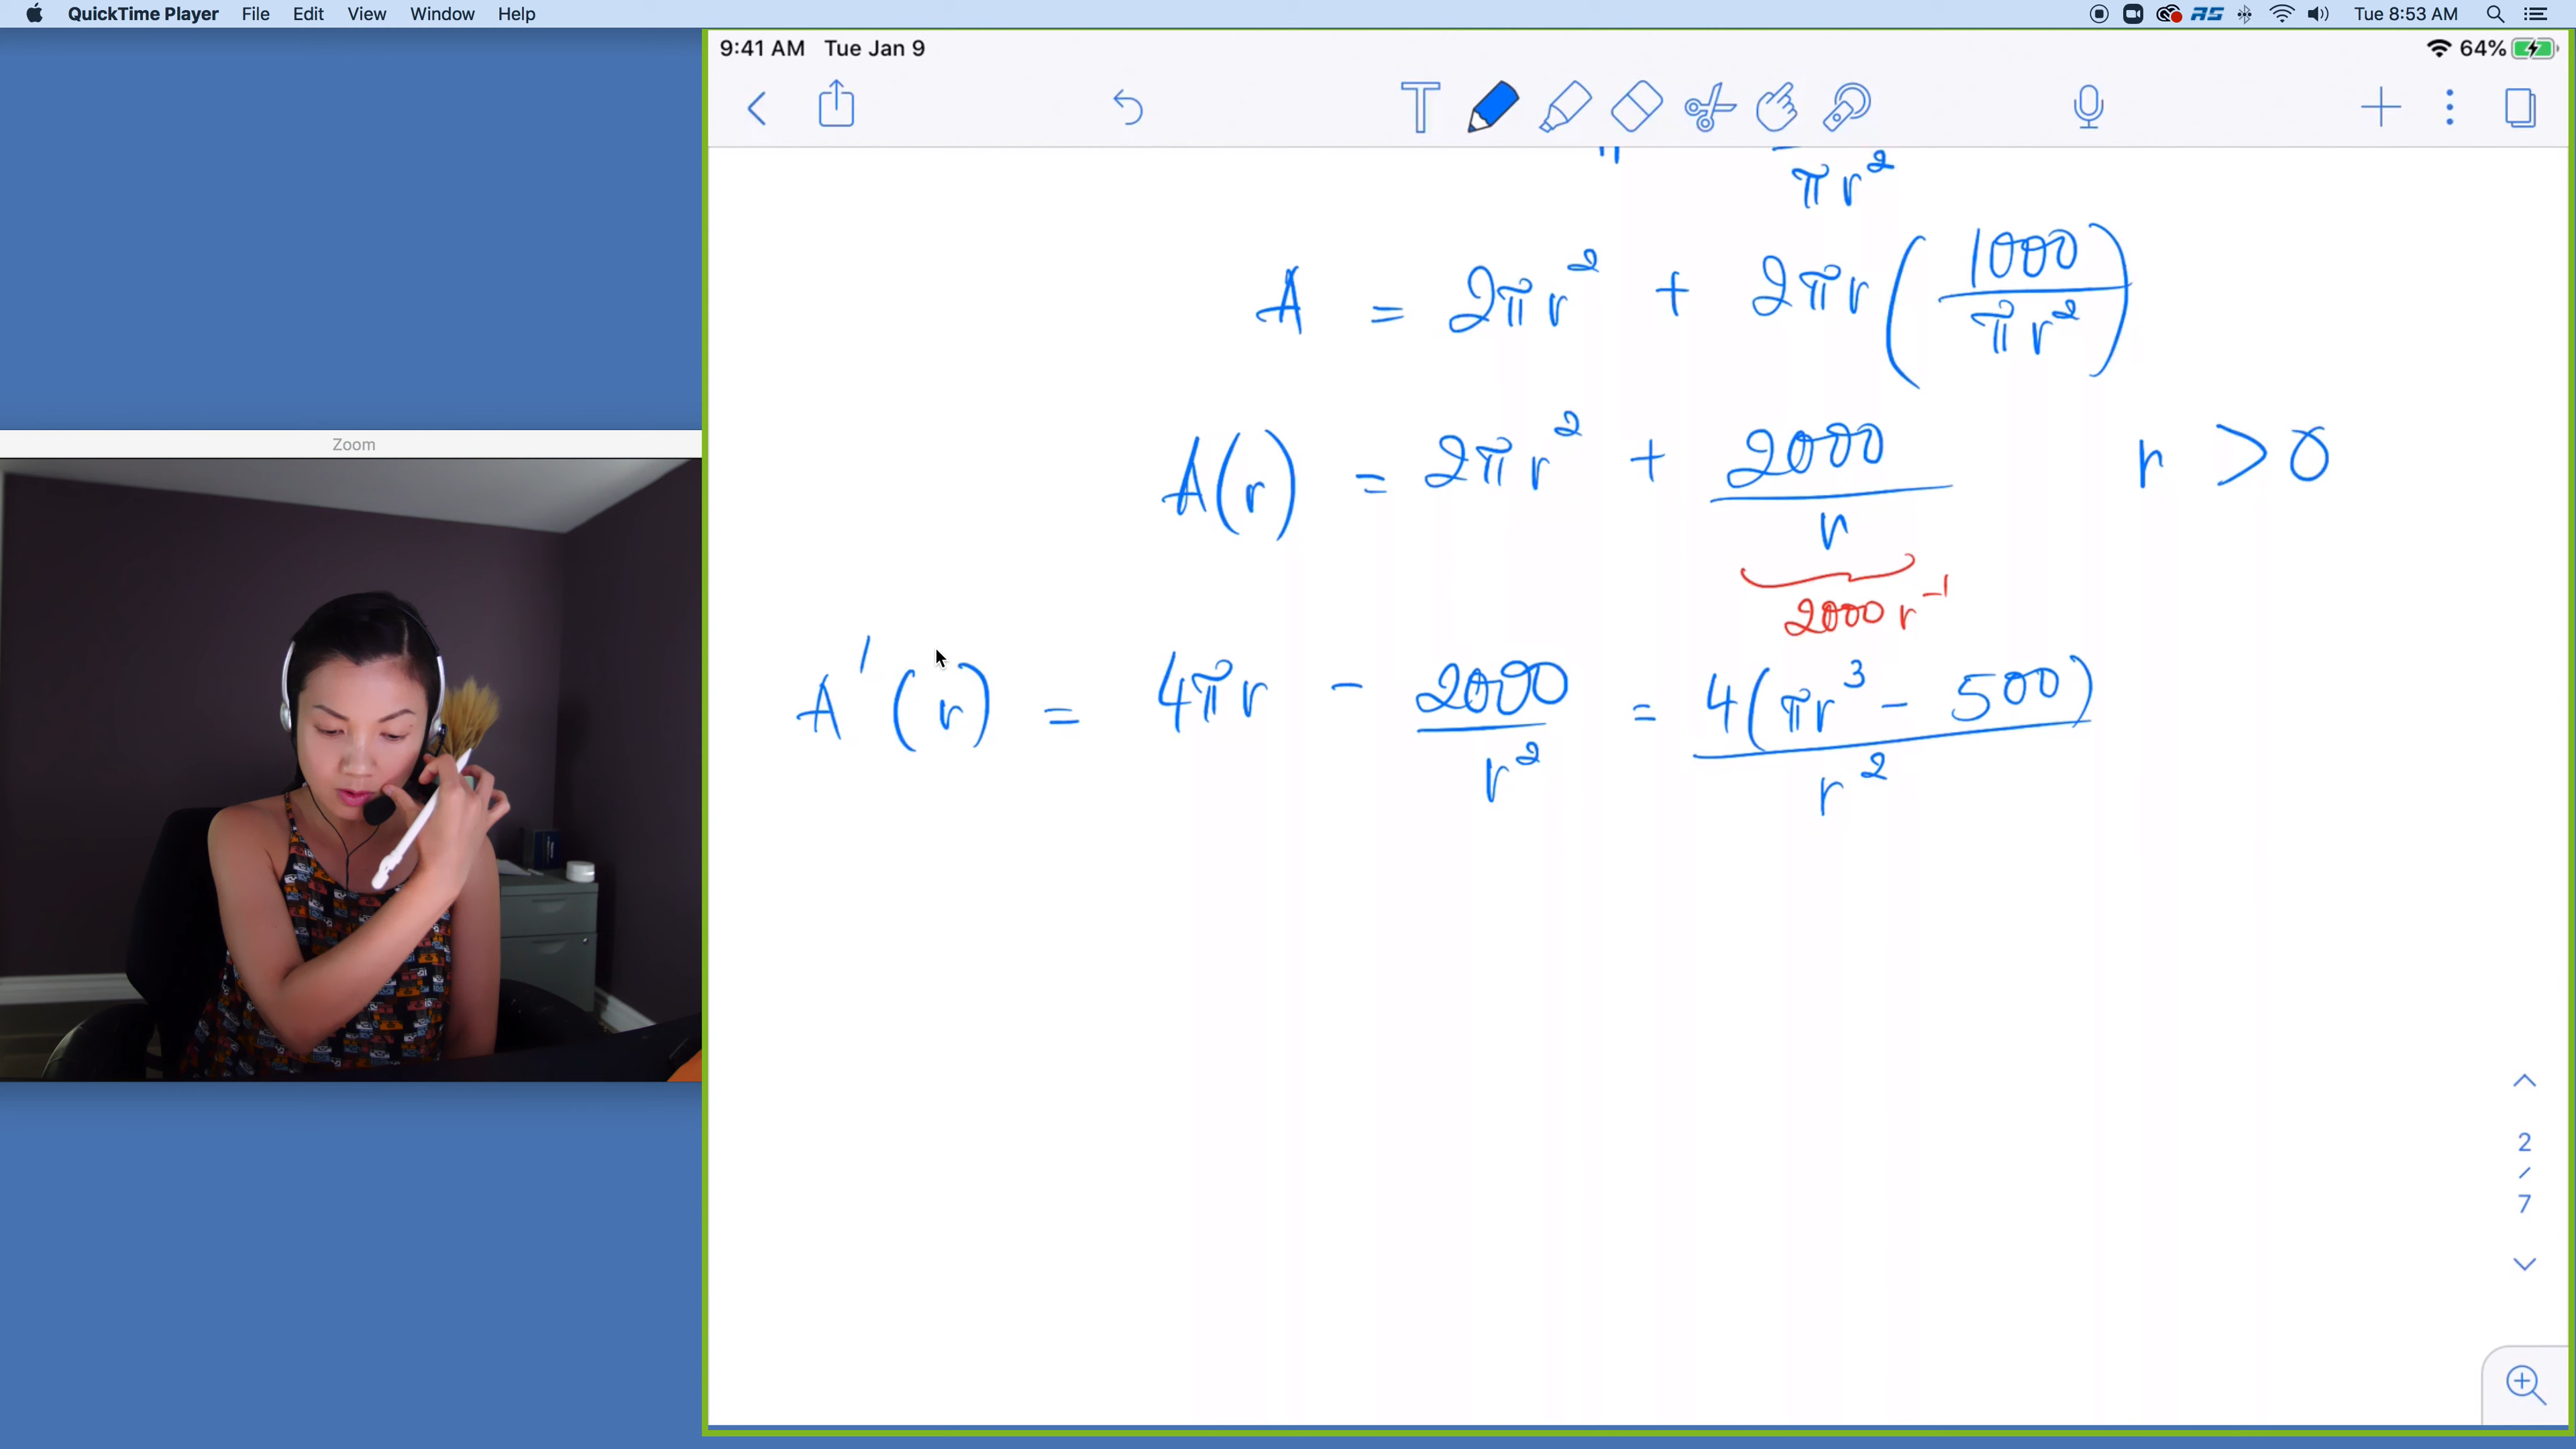 QuickTime Player File Edit View Window Help Tue 8:53 AM
9:41 AM Tue Jan 9 64%
πr²
A = 2πr² + 2πr(1000/πr²)
A(r) = 2πr² + 2000/r r > 0
2000 r⁻¹
A'(r) = 4πr - 2000/r² = 4(πr³ - 500)/r²
Zoom
2
/
7